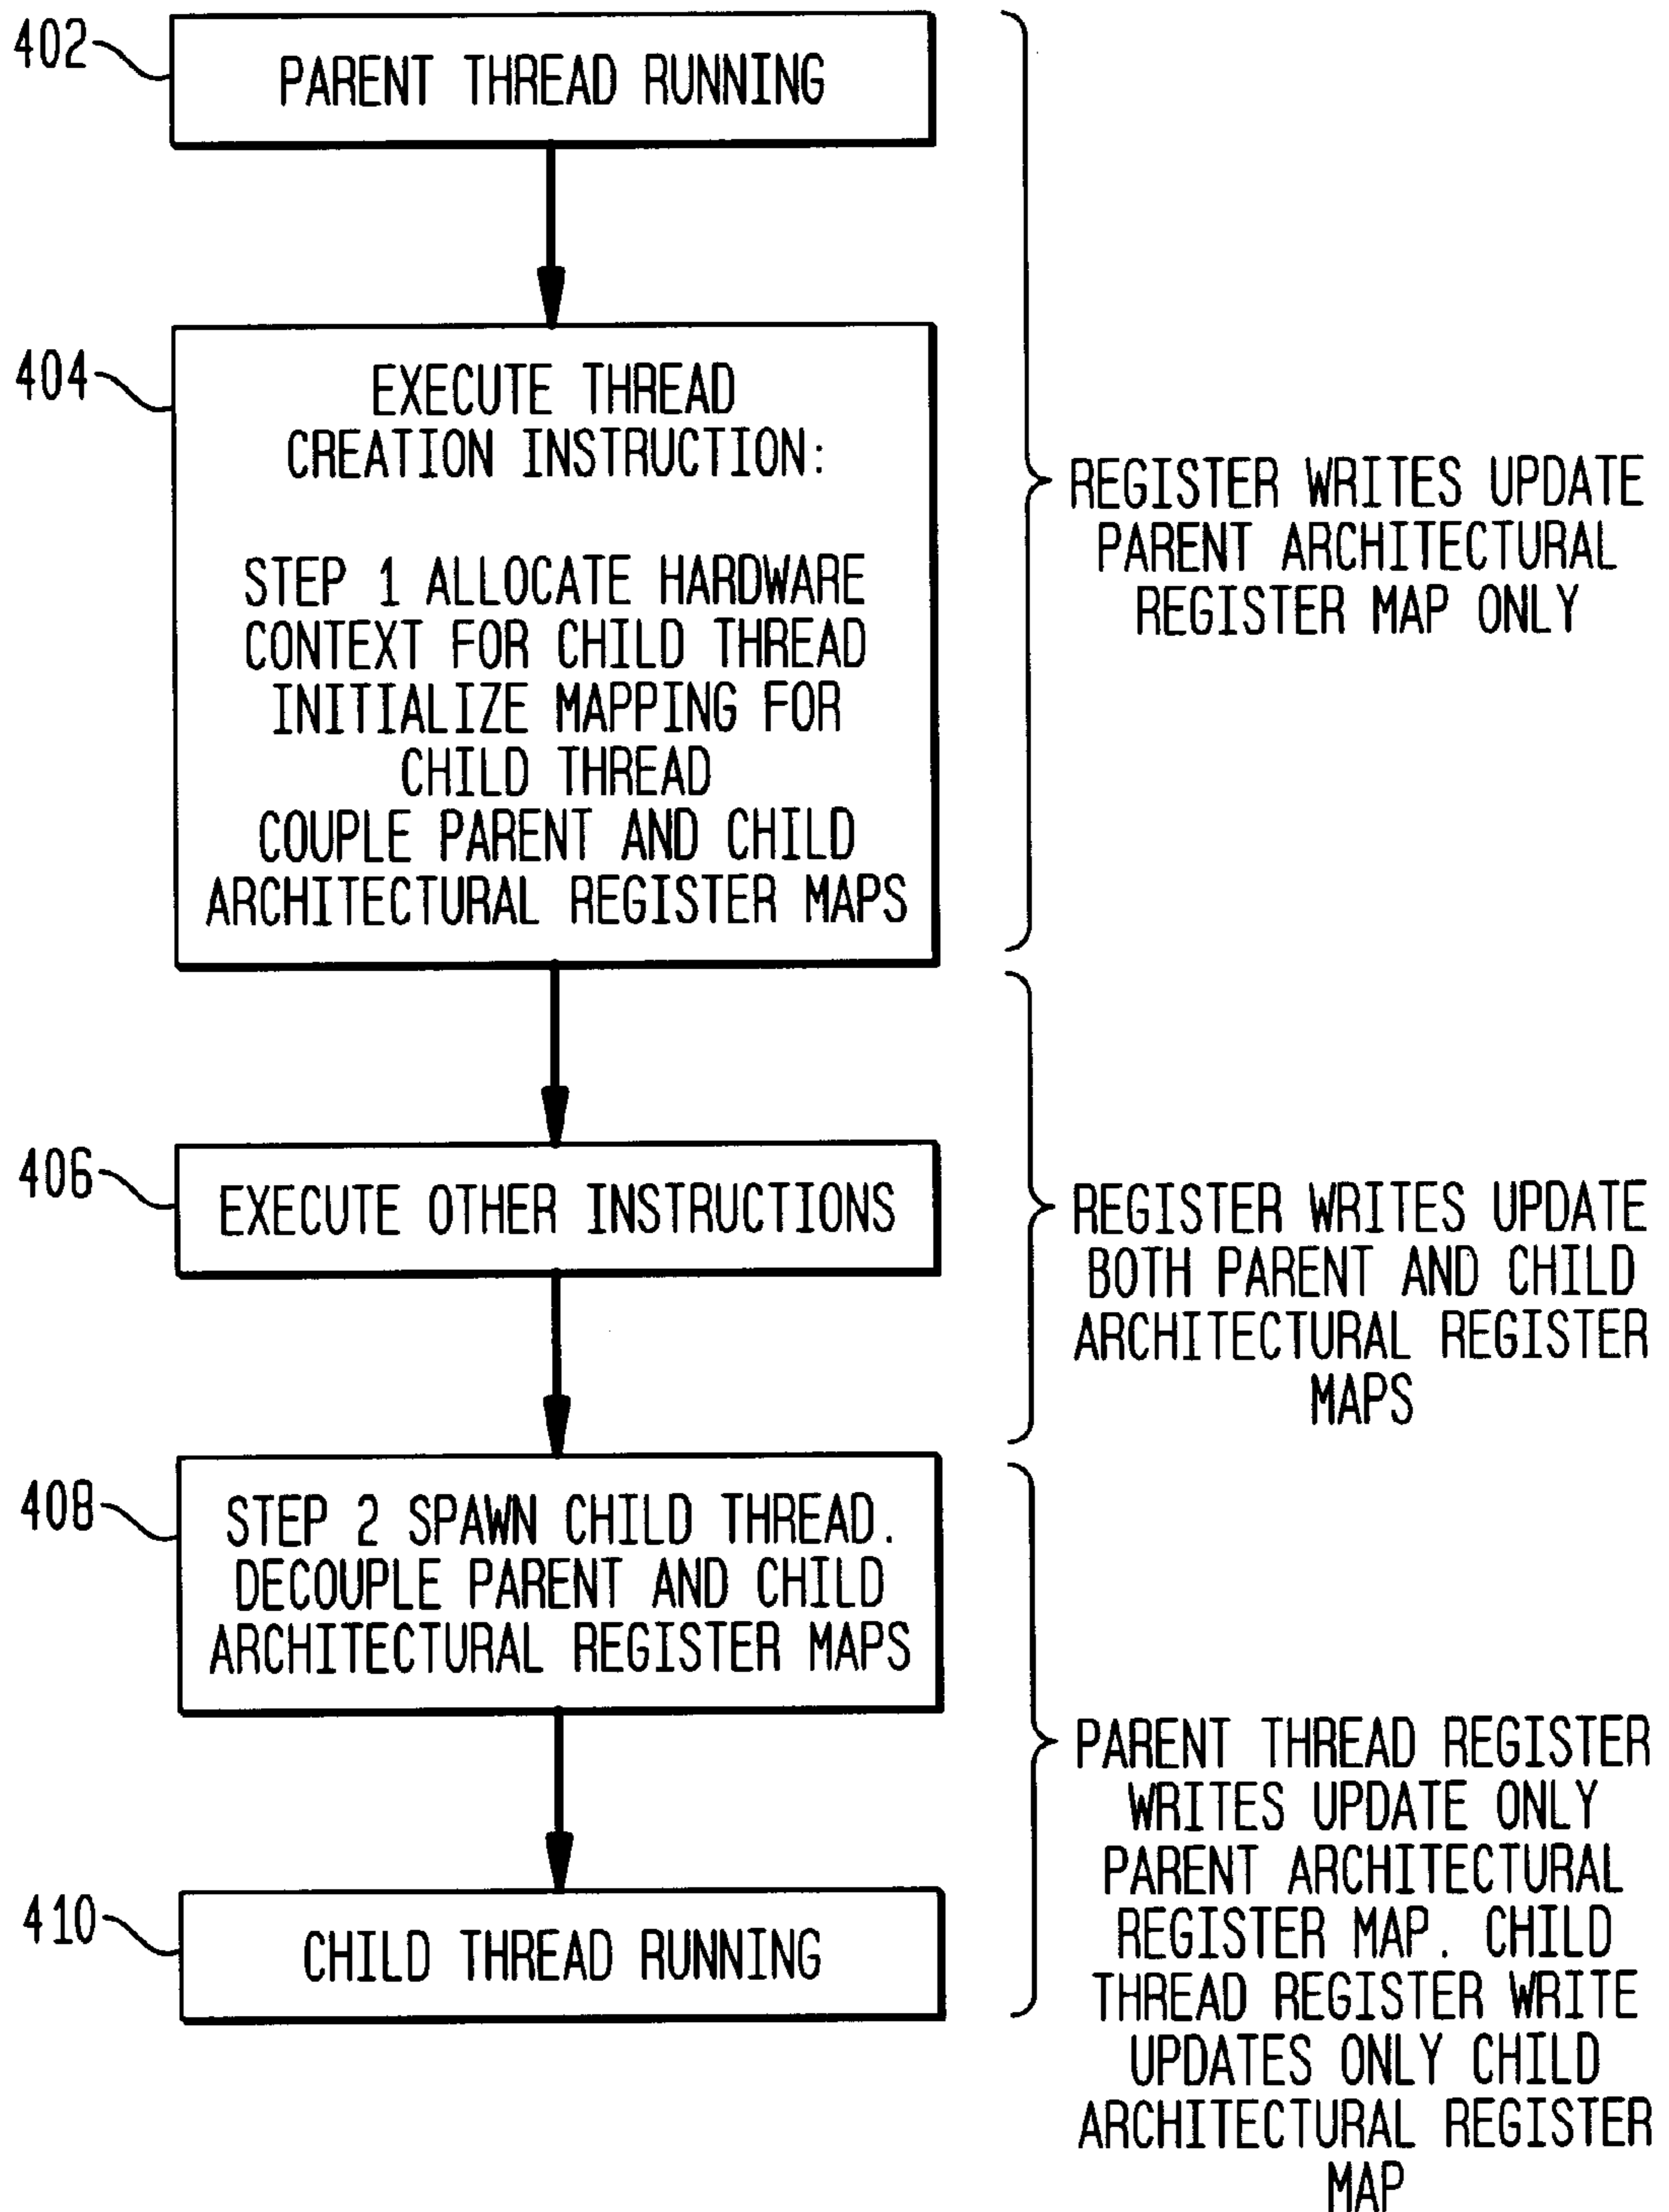 402
PARENT THREAD RUNNING
404
EXECUTE THREAD
CREATION INSTRUCTION:
STEP 1 ALLOCATE HARDWARE
CONTEXT FOR CHILD THREAD
INITIALIZE MAPPING FOR
CHILD THREAD
COUPLE PARENT AND CHILD
ARCHITECTURAL REGISTER MAPS
REGISTER WRITES UPDATE
PARENT ARCHITECTURAL
REGISTER MAP ONLY
406
EXECUTE OTHER INSTRUCTIONS
REGISTER WRITES UPDATE
BOTH PARENT AND CHILD
ARCHITECTURAL REGISTER
MAPS
408
STEP 2 SPAWN CHILD THREAD.
DECOUPLE PARENT AND CHILD
ARCHITECTURAL REGISTER MAPS
410
CHILD THREAD RUNNING
PARENT THREAD REGISTER
WRITES UPDATE ONLY
PARENT ARCHITECTURAL
REGISTER MAP. CHILD
THREAD REGISTER WRITE
UPDATES ONLY CHILD
ARCHITECTURAL REGISTER
MAP